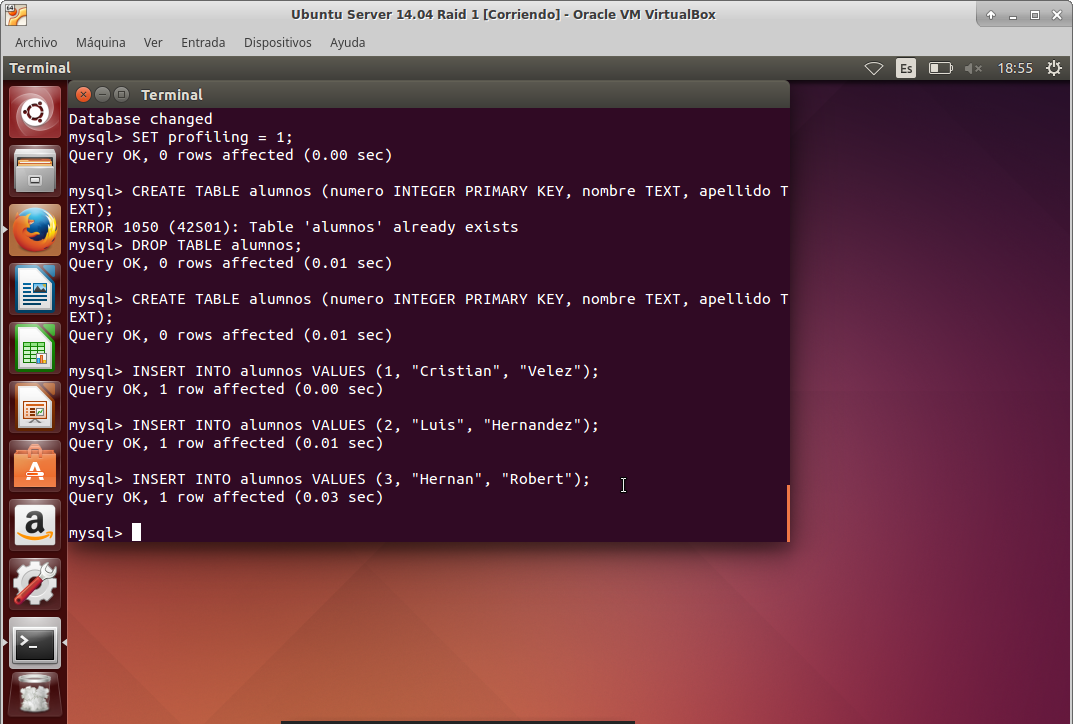 Ubuntu Server 14.04 Raid 1 [Corriendo] - Oracle VM VirtualBox
Archivo Máquina Ver Entrada Dispositivos Ayuda
Terminal Es 18:55
Terminal
Database changed
mysql> SET profiling = 1;
Query OK, 0 rows affected (0.00 sec)
mysql> CREATE TABLE alumnos (numero INTEGER PRIMARY KEY, nombre TEXT, apellido T
EXT);
ERROR 1050 (42S01): Table 'alumnos' already exists
mysql> DROP TABLE alumnos;
Query OK, 0 rows affected (0.01 sec)
mysql> CREATE TABLE alumnos (numero INTEGER PRIMARY KEY, nombre TEXT, apellido T
EXT);
Query OK, 0 rows affected (0.01 sec)
mysql> INSERT INTO alumnos VALUES (1, "Cristian", "Velez");
Query OK, 1 row affected (0.00 sec)
mysql> INSERT INTO alumnos VALUES (2, "Luis", "Hernandez");
Query OK, 1 row affected (0.01 sec)
mysql> INSERT INTO alumnos VALUES (3, "Hernan", "Robert");
Query OK, 1 row affected (0.03 sec)
mysql>